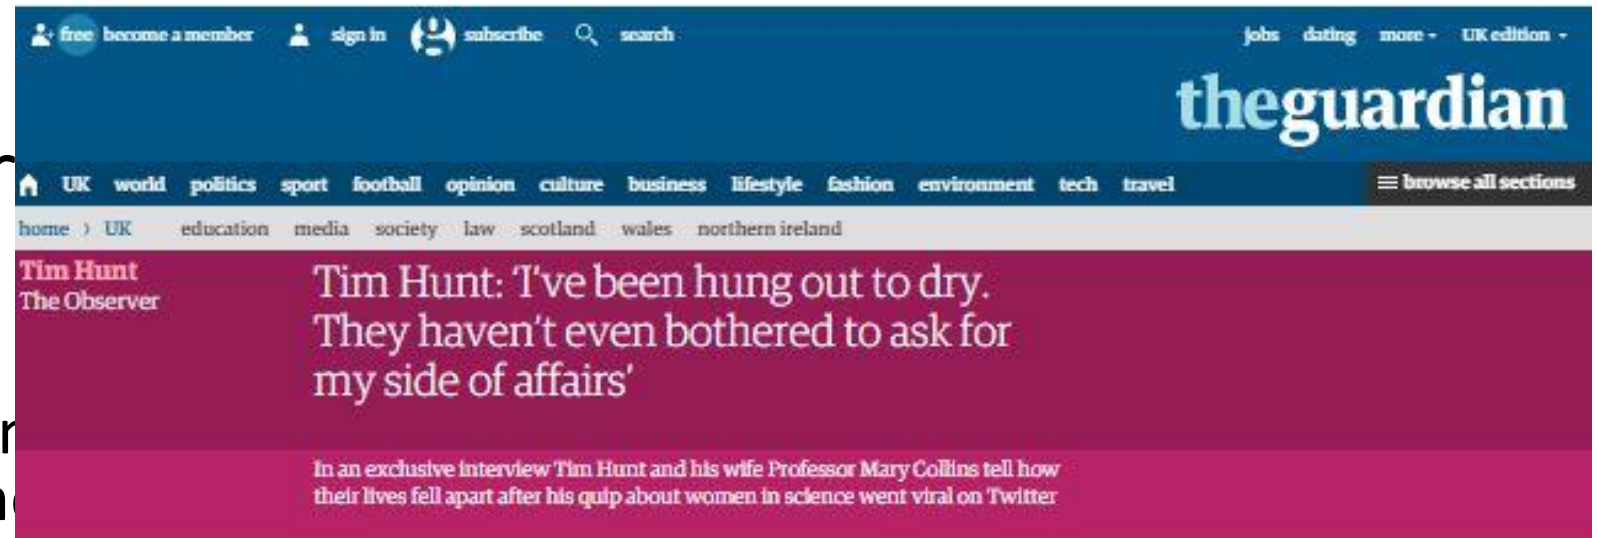 free become a member sign in subscribe search jobs dating more UK edition
theguardian
UK world politics sport football opinion culture business lifestyle fashion environment tech travel browse all sections
home › UK education media society law scotland wales northern ireland
Tim Hunt
The Observer
Tim Hunt: 'I've been hung out to dry.
They haven't even bothered to ask for
my side of affairs'
In an exclusive interview Tim Hunt and his wife Professor Mary Collins tell how
their lives fell apart after his quip about women in science went viral on Twitter